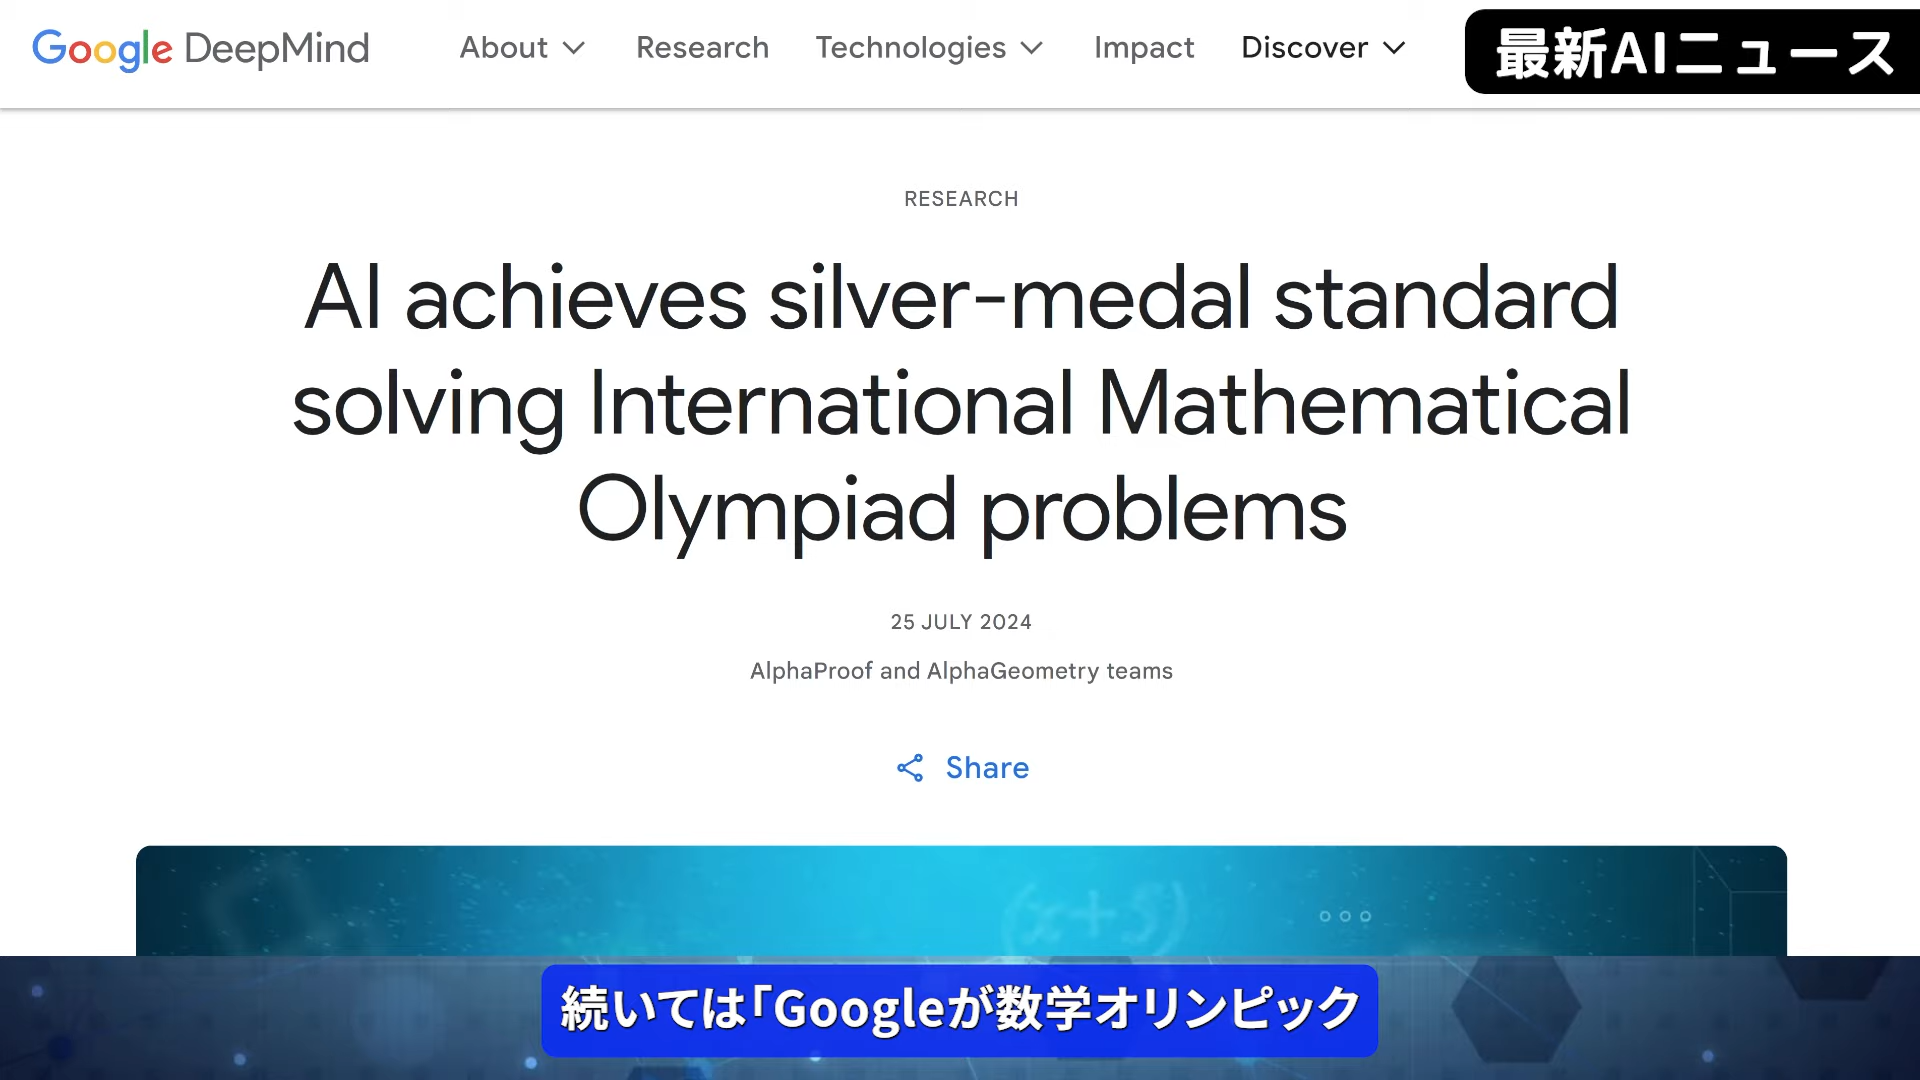 Google DeepMind About Research Technologies Impact Discover
最新AIニュース
RESEARCH
AI achieves silver-medal standard
solving International Mathematical
Olympiad problems
25 JULY 2024
AlphaProof and AlphaGeometry teams
Share
(x+5)
続いては「Googleが数学オリンピック